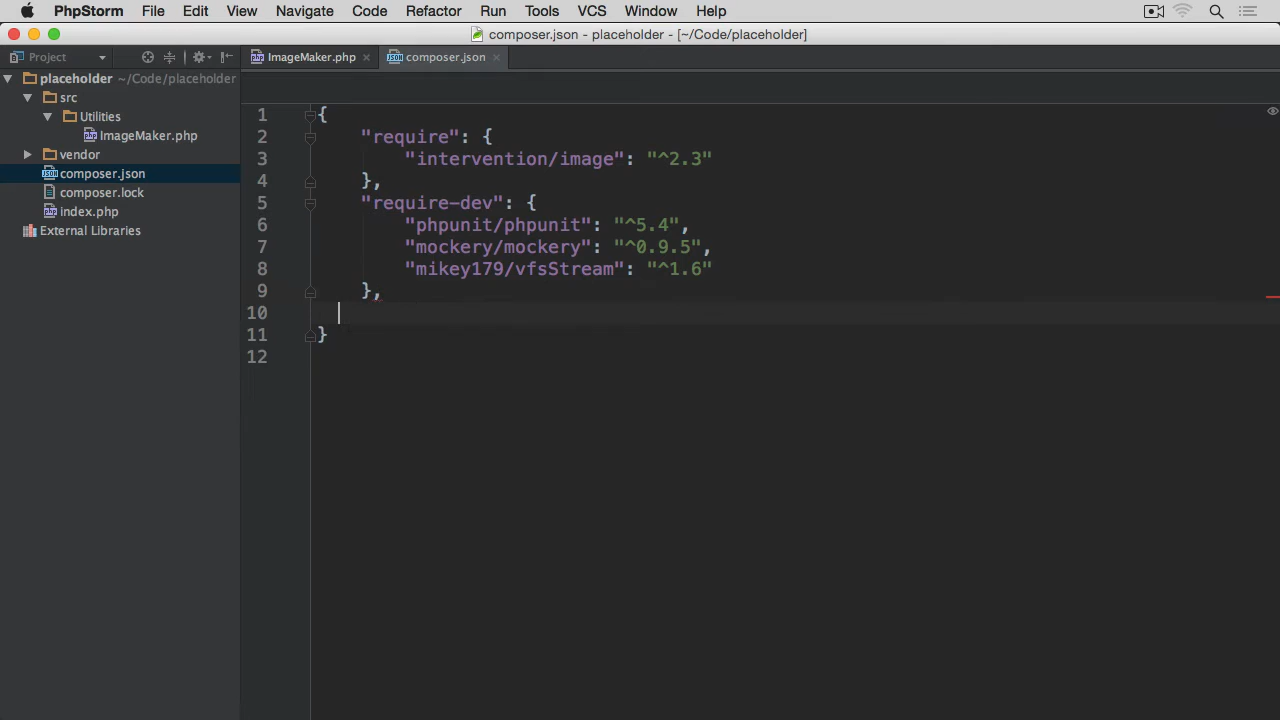 PhpStorm File Edit View Navigate Code Refactor Run Tools VCS Window Help
composer.json - placeholder - [~/Code/placeholder]
Project
ImageMaker.php
composer.json
placeholder ~/Code/placeholder
src
Utilities
ImageMaker.php
vendor
composer.json
composer.lock
index.php
External Libraries
1 {
2 "require": {
3 "intervention/image": "^2.3"
4 },
5 "require-dev": {
6 "phpunit/phpunit": "^5.4",
7 "mockery/mockery": "^0.9.5",
8 "mikey179/vfsStream": "^1.6"
9 },
10
11 }
12